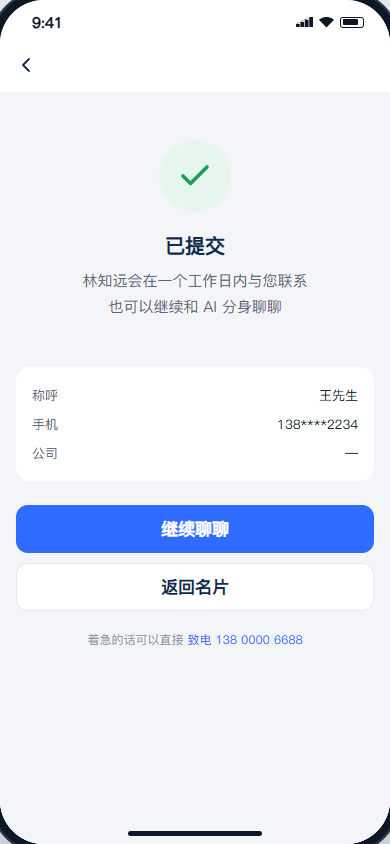 9:41
已提交
林知远会在一个工作日内与您联系
也可以继续和 AI 分身聊聊
称呼 王先生
手机 138****2234
公司 —
继续聊聊
返回名片
着急的话可以直接 致电 138 0000 6688